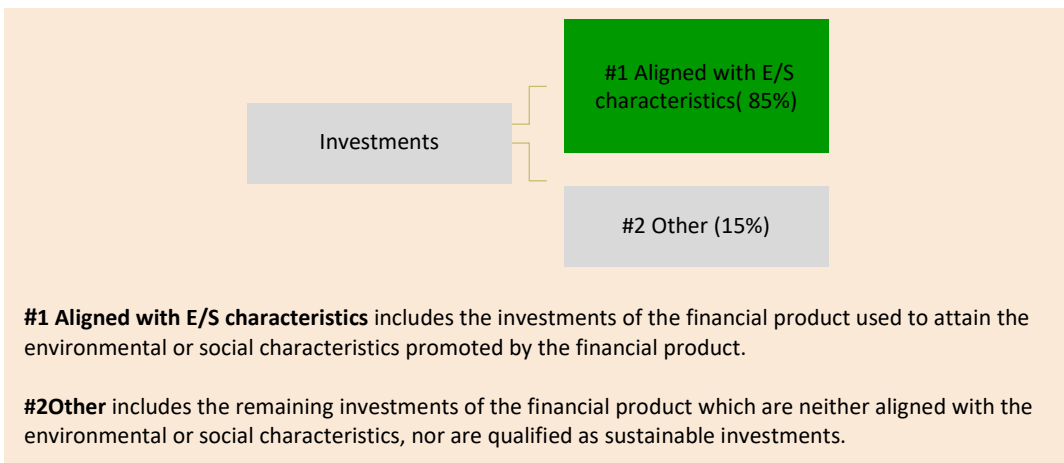 #1 Aligned with E/S
characteristics( 85%)
Investments
#2 Other (15%)
#1 Aligned with E/S characteristics includes the investments of the financial product used to attain the
environmental or social characteristics promoted by the financial product.
#2Other includes the remaining investments of the financial product which are neither aligned with the
environmental or social characteristics, nor are qualified as sustainable investments.